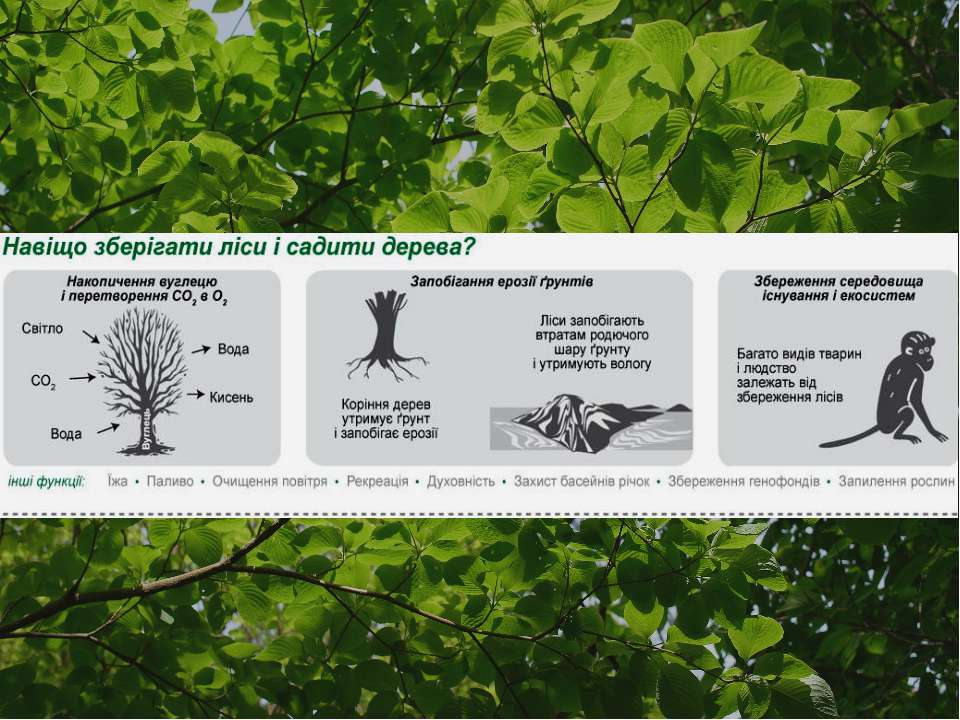 Навіщо зберігати ліси і садити дерева?
Накопичення вуглецю
і перетворення CO₂ в O₂
Світло
CO₂
Вода
Вуглець
Вода
Кисень
Запобігання ерозії ґрунтів
Коріння дерев
утримує ґрунт
і запобігає ерозії
Ліси запобігають
втратам родючого
шару ґрунту
і утримують вологу
Збереження середовища
існування і екосистем
Багато видів тварин
і людство
залежать від
збереження лісів
інші функції: Їжа • Паливо • Очищення повітря • Рекреація • Духовність • Захист басейнів річок • Збереження генофондів • Запилення рослин